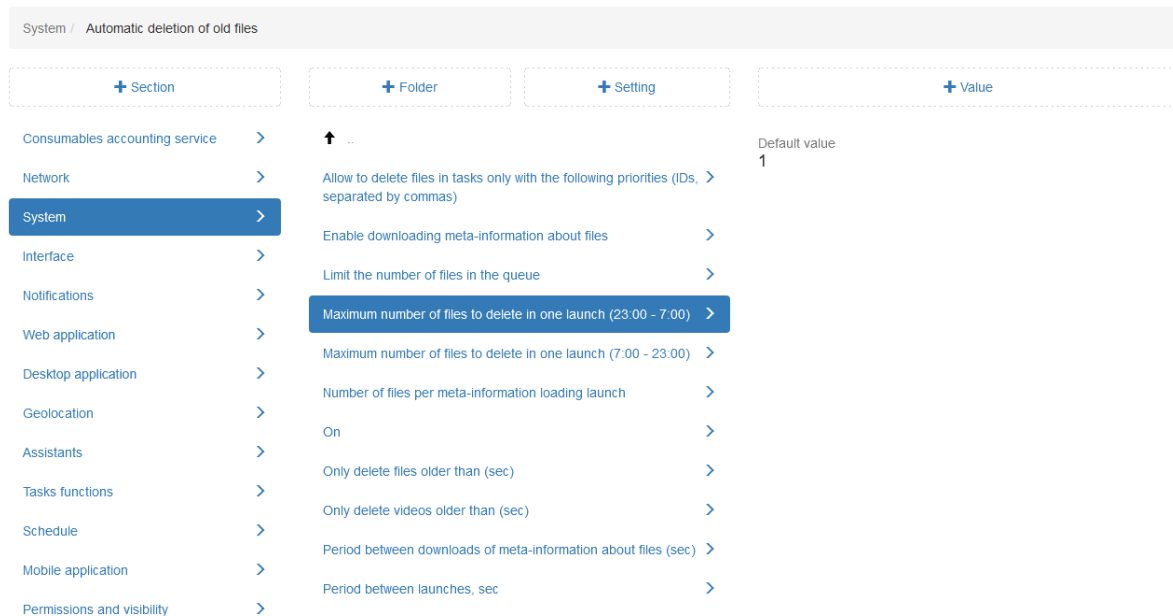 System / Automatic deletion of old files
+ Section
+ Folder
+ Setting
+ Value
Consumables accounting service
Network
System
Interface
Notifications
Web application
Desktop application
Geolocation
Assistants
Tasks functions
Schedule
Mobile application
Permissions and visibility
..
Allow to delete files in tasks only with the following priorities (IDs,
separated by commas)
Enable downloading meta-information about files
Limit the number of files in the queue
Maximum number of files to delete in one launch (23:00 - 7:00)
Maximum number of files to delete in one launch (7:00 - 23:00)
Number of files per meta-information loading launch
On
Only delete files older than (sec)
Only delete videos older than (sec)
Period between downloads of meta-information about files (sec)
Period between launches, sec
Default value
1